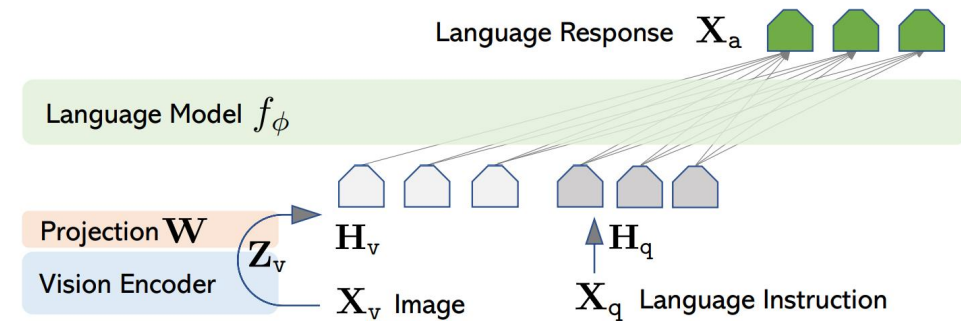 Language Response X_a
Language Model f_ϕ
Projection W
Z_v
H_v
H_q
Vision Encoder
X_v Image
X_q Language Instruction